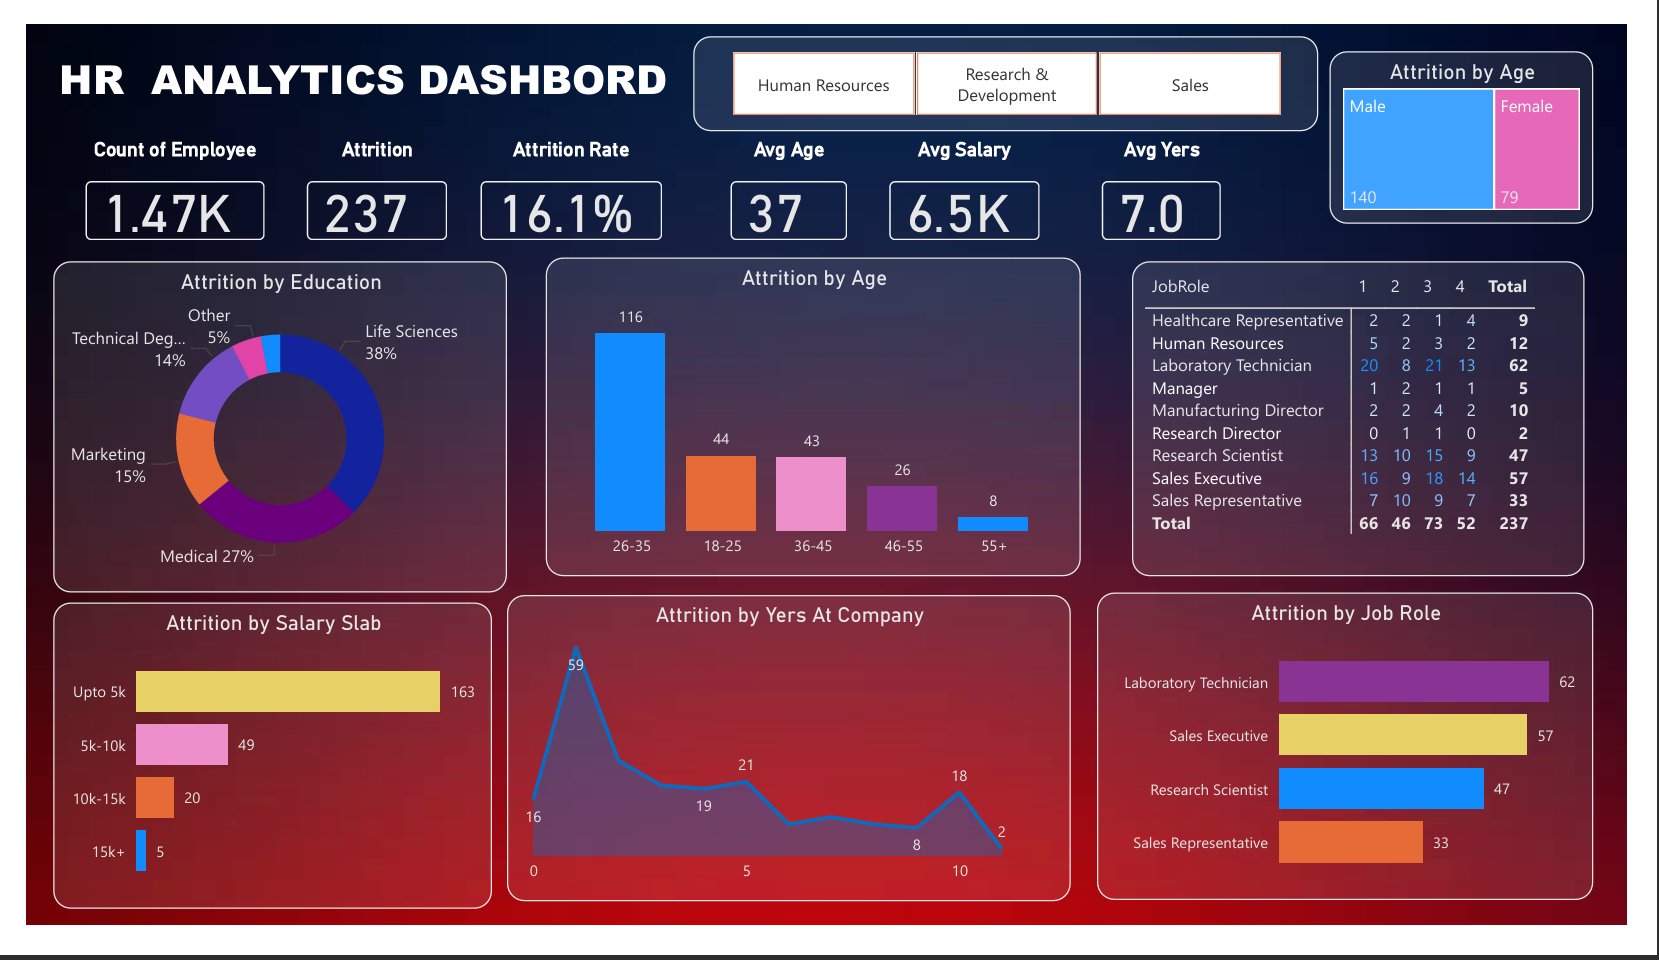 HR ANALYTICS DASHBORD
Human Resources
Research &
Development
Sales
Attrition by Age
Male
Female
140
79
Count of Employee
1.47K
Attrition
237
Attrition Rate
16.1%
Avg Age
37
Avg Salary
6.5K
Avg Yers
7.0
Attrition by Education
Other
5%
Life Sciences
38%
Technical Deg...
14%
Marketing
15%
Medical 27%
Attrition by Age
116
44
43
26
8
26-35 18-25 36-45 46-55 55+
JobRole 1 2 3 4 Total
Healthcare Representative 2 2 1 4 9
Human Resources 5 2 3 2 12
Laboratory Technician 20 8 21 13 62
Manager 1 2 1 1 5
Manufacturing Director 2 2 4 2 10
Research Director 0 1 1 0 2
Research Scientist 13 10 15 9 47
Sales Executive 16 9 18 14 57
Sales Representative 7 10 9 7 33
Total 66 46 73 52 237
Attrition by Salary Slab
Upto 5k 163
5k-10k 49
10k-15k 20
15k+ 5
Attrition by Yers At Company
59
21
18
19
16
2
8
0 5 10
Attrition by Job Role
Laboratory Technician 62
Sales Executive 57
Research Scientist 47
Sales Representative 33